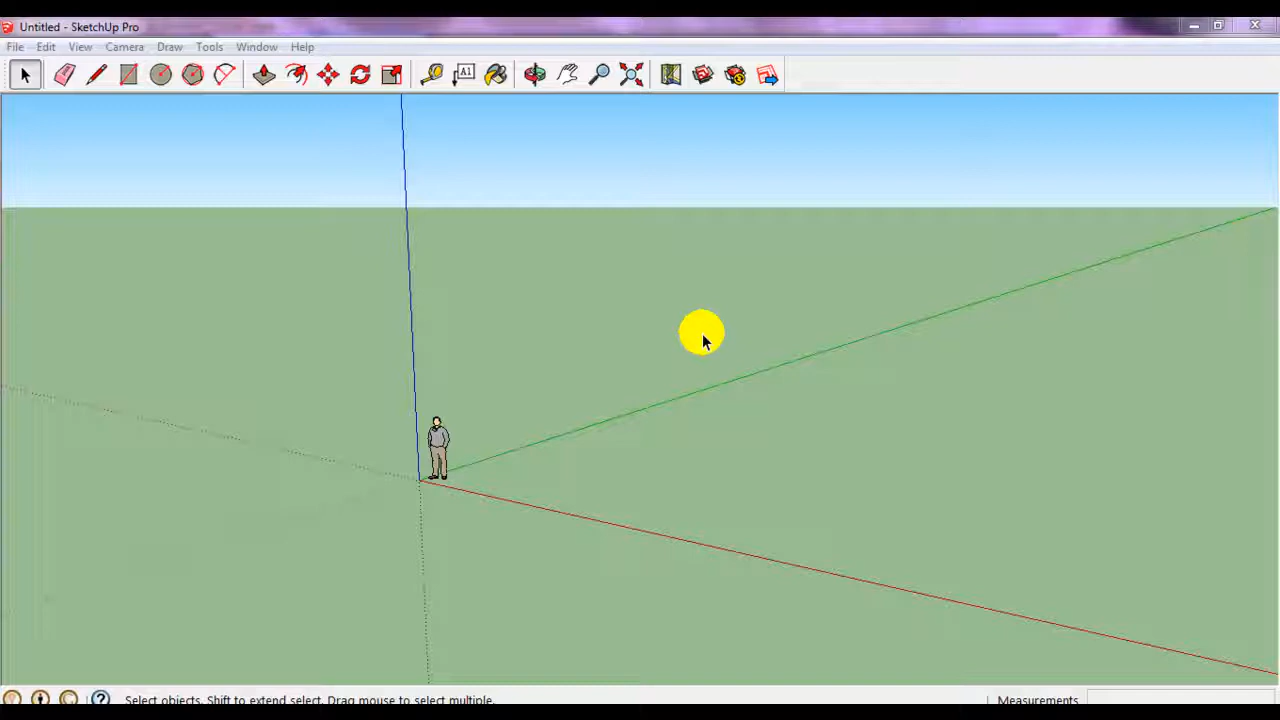 Untitled - SketchUp Pro
File Edit View Camera Draw Tools Window Help
A1
Select objects. Shift to extend select. Drag mouse to select multiple.
Measurements